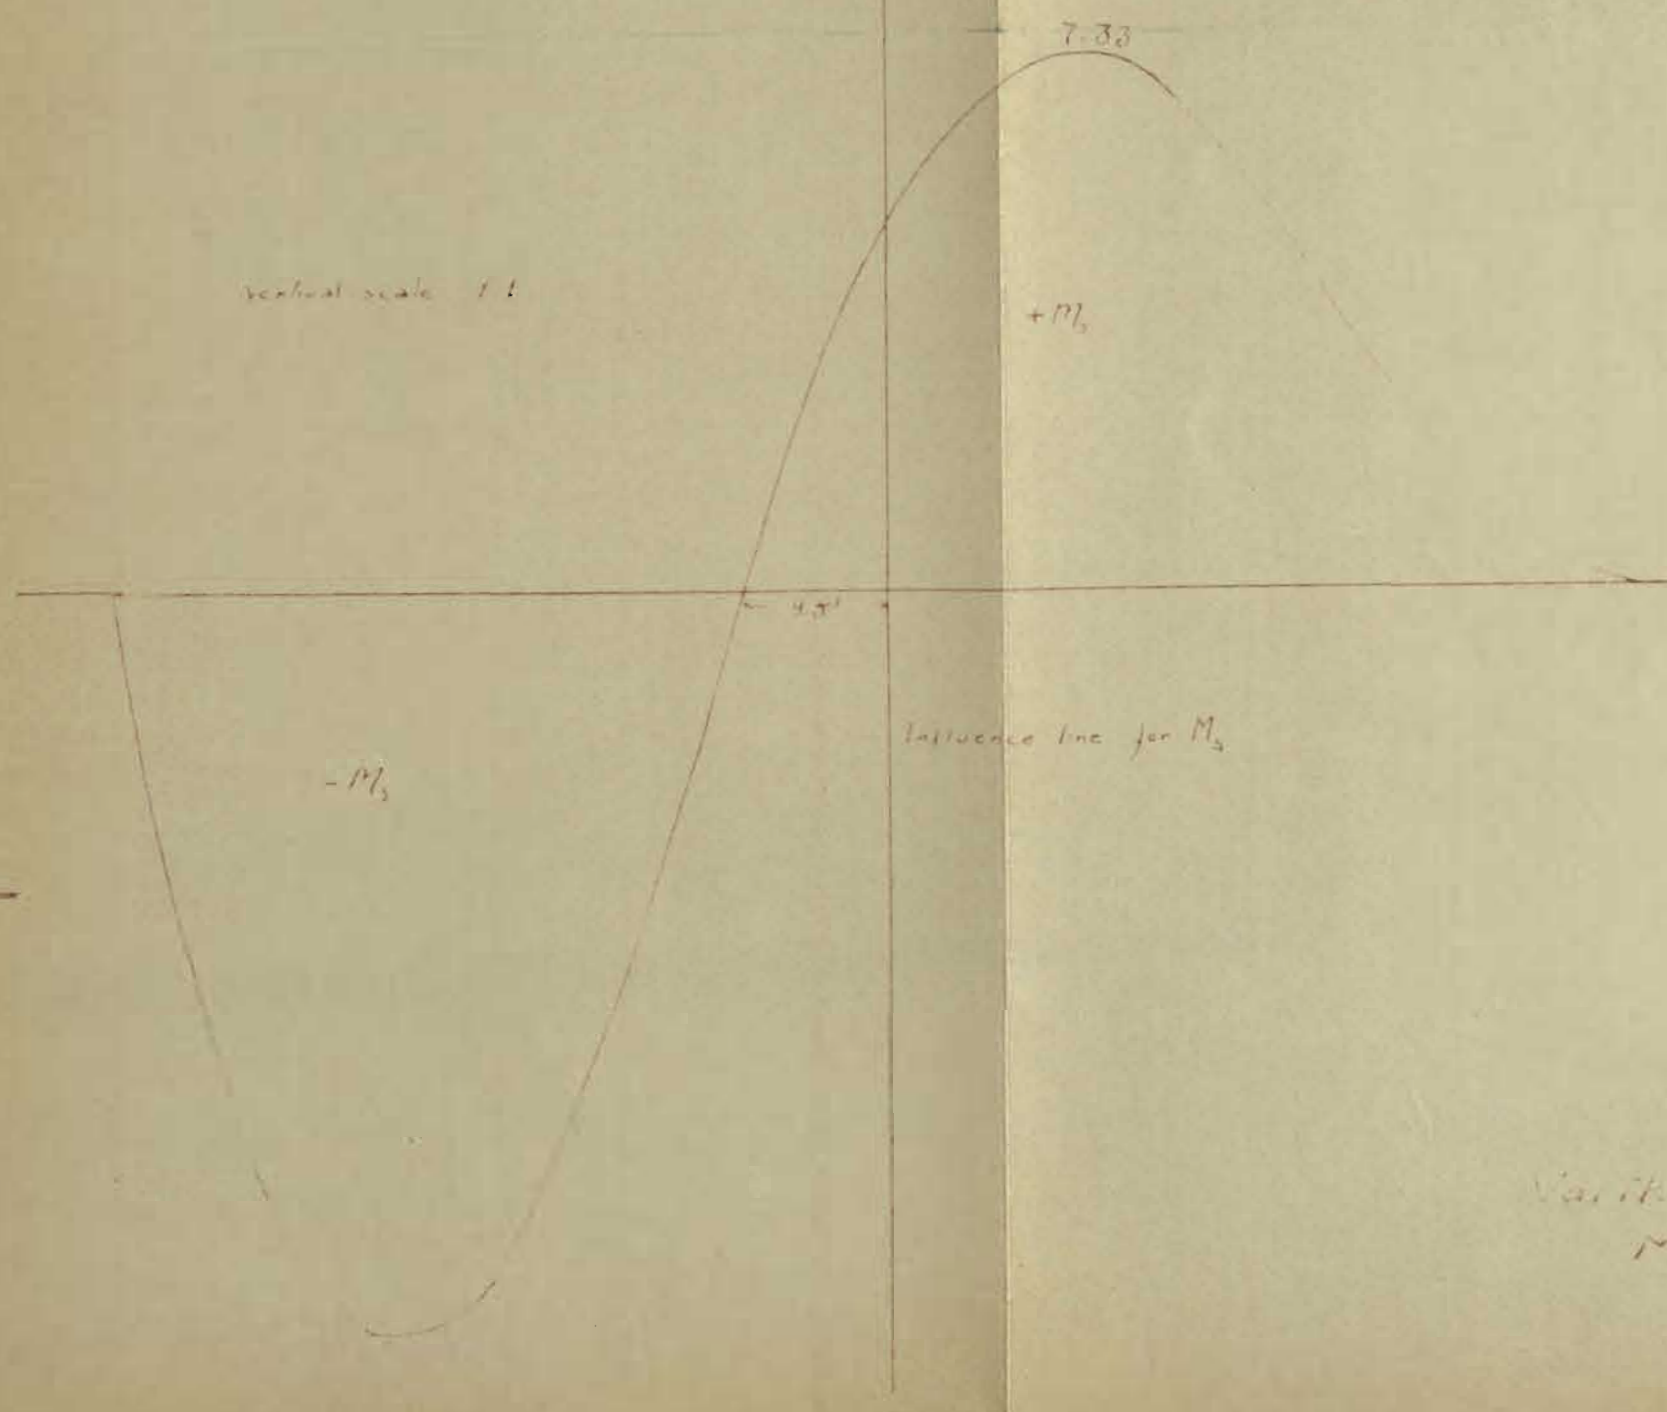 7.33
vertical scale 1:1
+M₃
4.5'
Influence line for M₃
-M₃